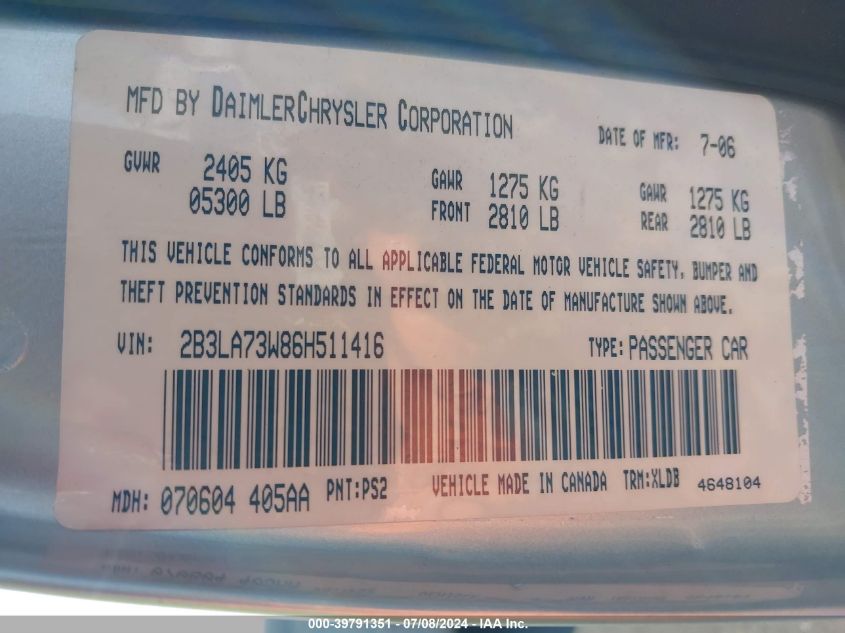 MFD BY DAIMLERCHRYSLER CORPORATION
DATE OF MFR: 7-06
GVWR 2405 KG
05300 LB
GAWR 1275 KG
FRONT 2810 LB
GAWR 1275 KG
REAR 2810 LB
THIS VEHICLE CONFORMS TO ALL APPLICABLE FEDERAL MOTOR VEHICLE SAFETY, BUMPER AND
THEFT PREVENTION STANDARDS IN EFFECT ON THE DATE OF MANUFACTURE SHOWN ABOVE.
VIN: 2B3LA73W86H511416
TYPE: PASSENGER CAR
MDH: 070604 405AA PNT:PS2 VEHICLE MADE IN CANADA TRM:XLDB 4648104
000-39791351 - 07/08/2024 - IAA Inc.